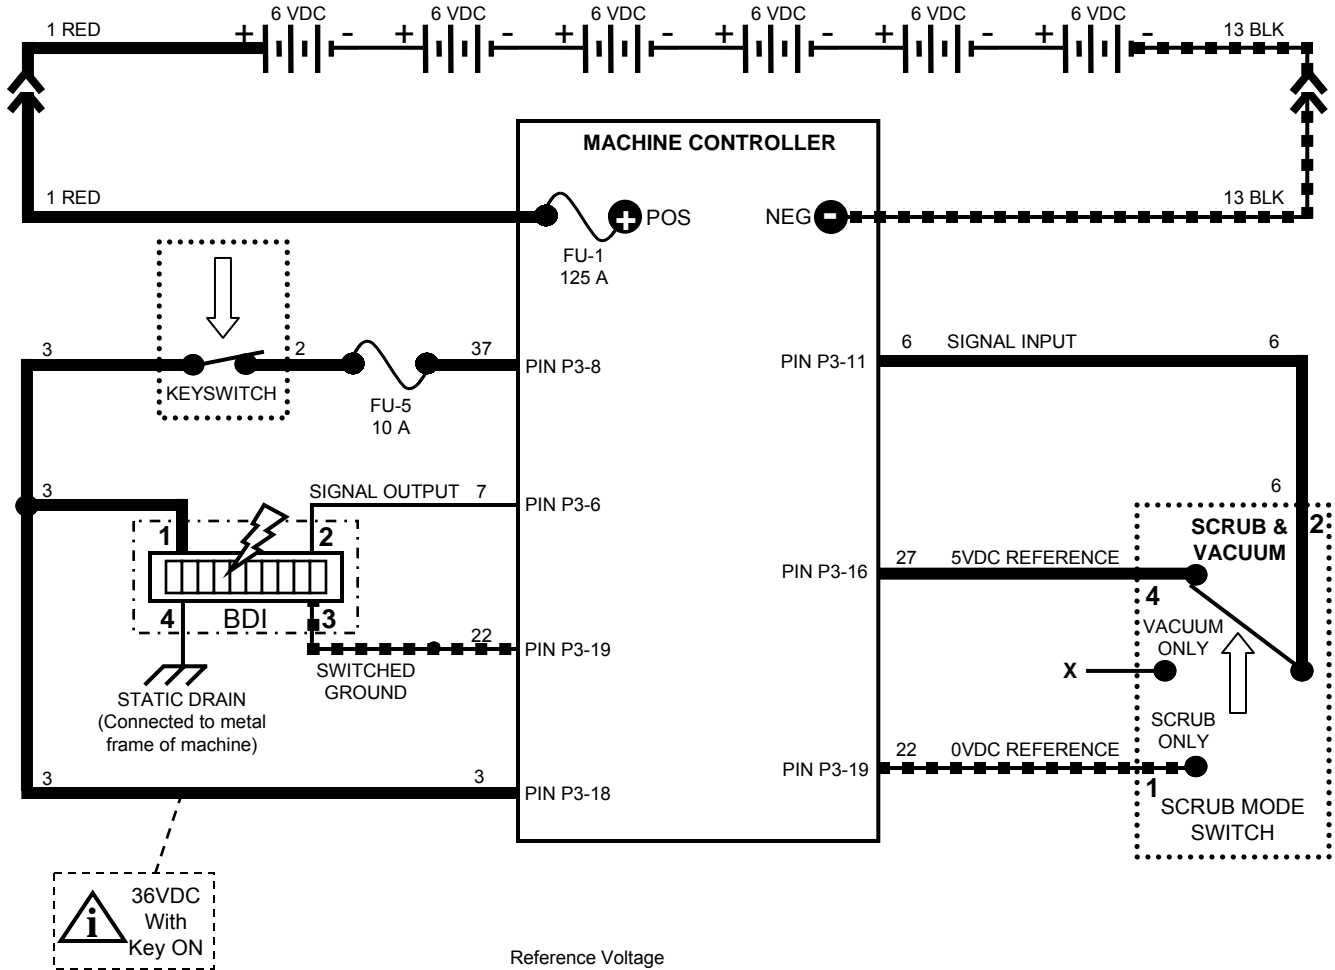 1 RED
+ 6 VDC -
+ 6 VDC -
+ 6 VDC -
+ 6 VDC -
+ 6 VDC -
+ 6 VDC -
13 BLK
MACHINE CONTROLLER
1 RED
+ POS
NEG -
13 BLK
FU-1
125 A
3
2
37
PIN P3-8
KEYSWITCH
FU-5
10 A
PIN P3-11
6
SIGNAL INPUT
6
3
SIGNAL OUTPUT
7
PIN P3-6
6
1
2
BDI
4
3
22
PIN P3-19
SWITCHED
GROUND
STATIC DRAIN
(Connected to metal
frame of machine)
SCRUB &
VACUUM
2
PIN P3-16
27
5VDC REFERENCE
4
VACUUM
ONLY
X
SCRUB
ONLY
PIN P3-19
22
0VDC REFERENCE
1
SCRUB MODE
SWITCH
3
3
PIN P3-18
i
36VDC
With
Key ON
Reference Voltage